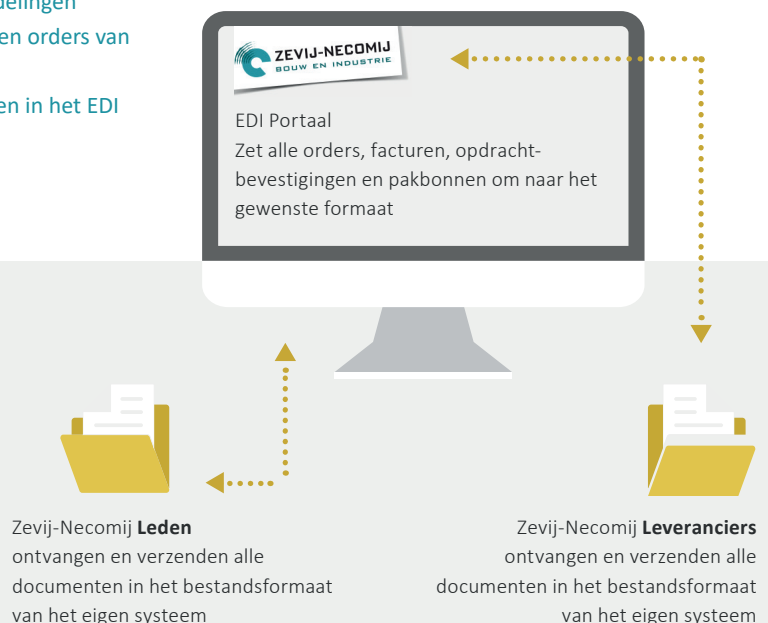 delingen
en orders van
en in het EDI
ZEVIJ-NECOMIJ
BOUW EN INDUSTRIE
EDI Portaal
Zet alle orders, facturen, opdracht-
bevestigingen en pakbonnen om naar het
gewenste formaat
Zevij-Necomij Leden
ontvangen en verzenden alle
documenten in het bestandsformaat
van het eigen systeem
Zevij-Necomij Leveranciers
ontvangen en verzenden alle
documenten in het bestandsformaat
van het eigen systeem